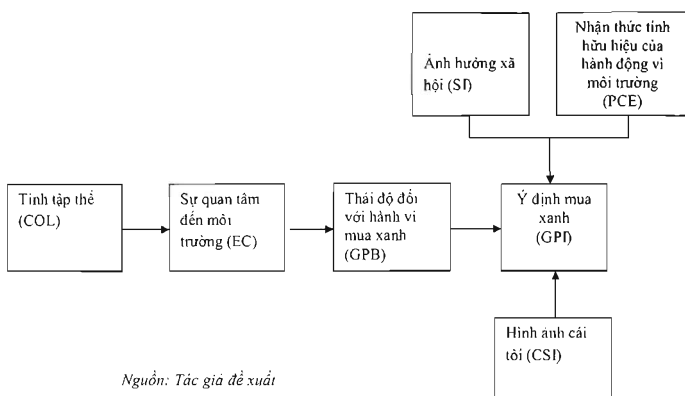 Ảnh hưởng xã
hội (SI)
Nhận thức tính
hữu hiệu của
hành động vì
môi trường
(PCE)
Tính tập thể
(COL)
Sự quan tâm
đến môi
trường (EC)
Thái độ đối
với hành vi
mua xanh
(GPB)
Ý định mua
xanh
(GPI)
Hình ảnh cái
tôi (CSI)
Nguồn: Tác giả đề xuất